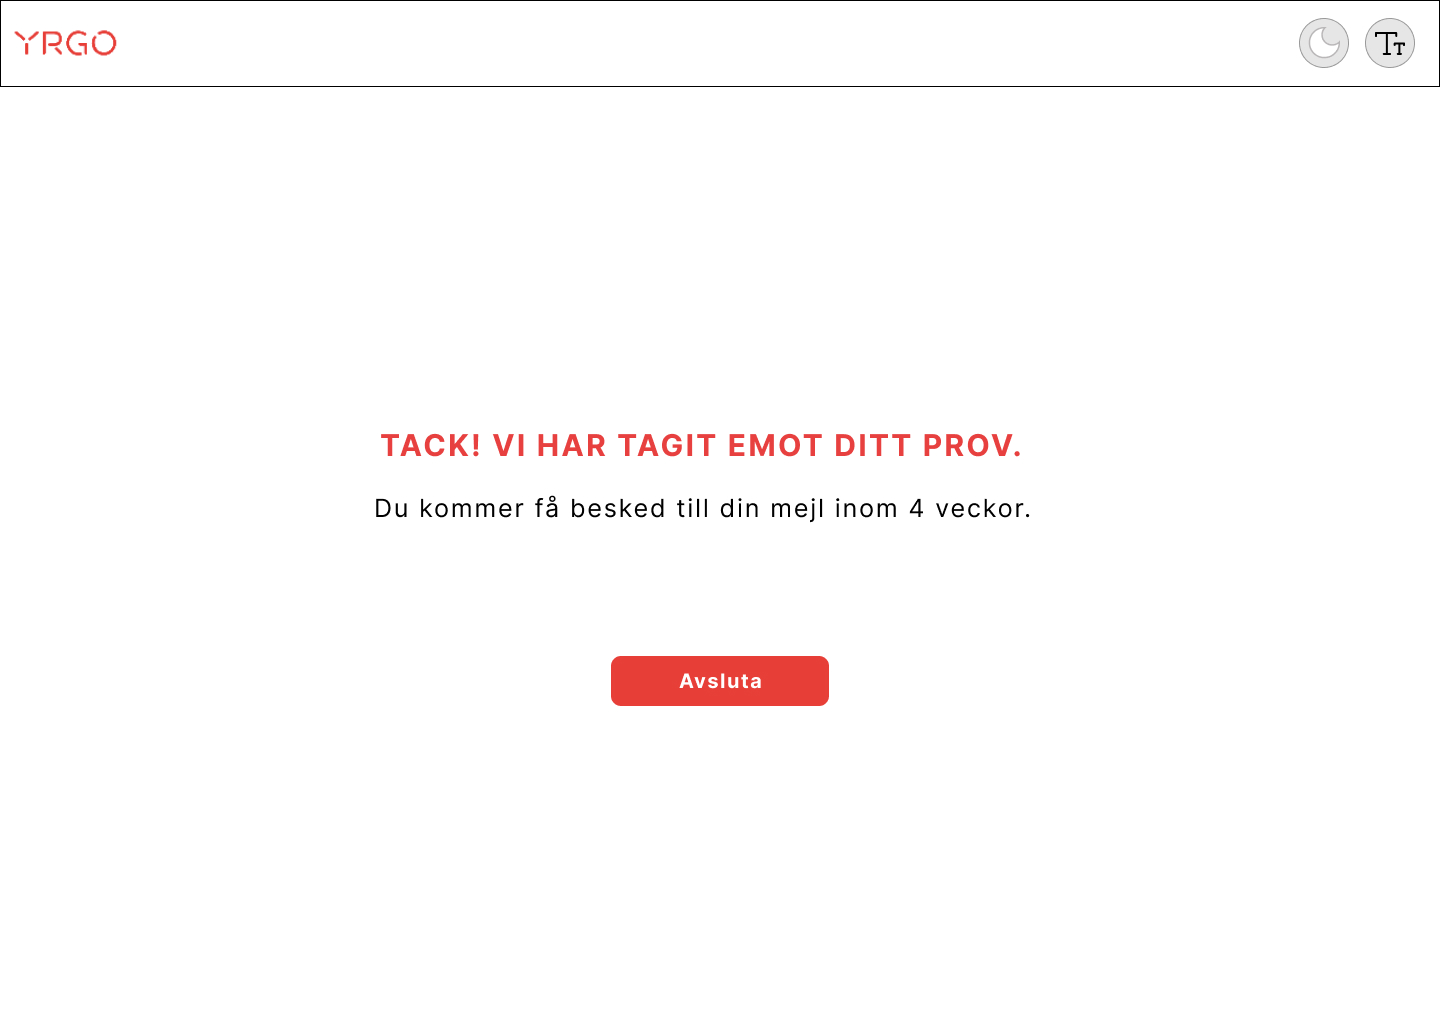 YRGO
TACK! VI HAR TAGIT EMOT DITT PROV.
Du kommer få besked till din mejl inom 4 veckor.
Avsluta